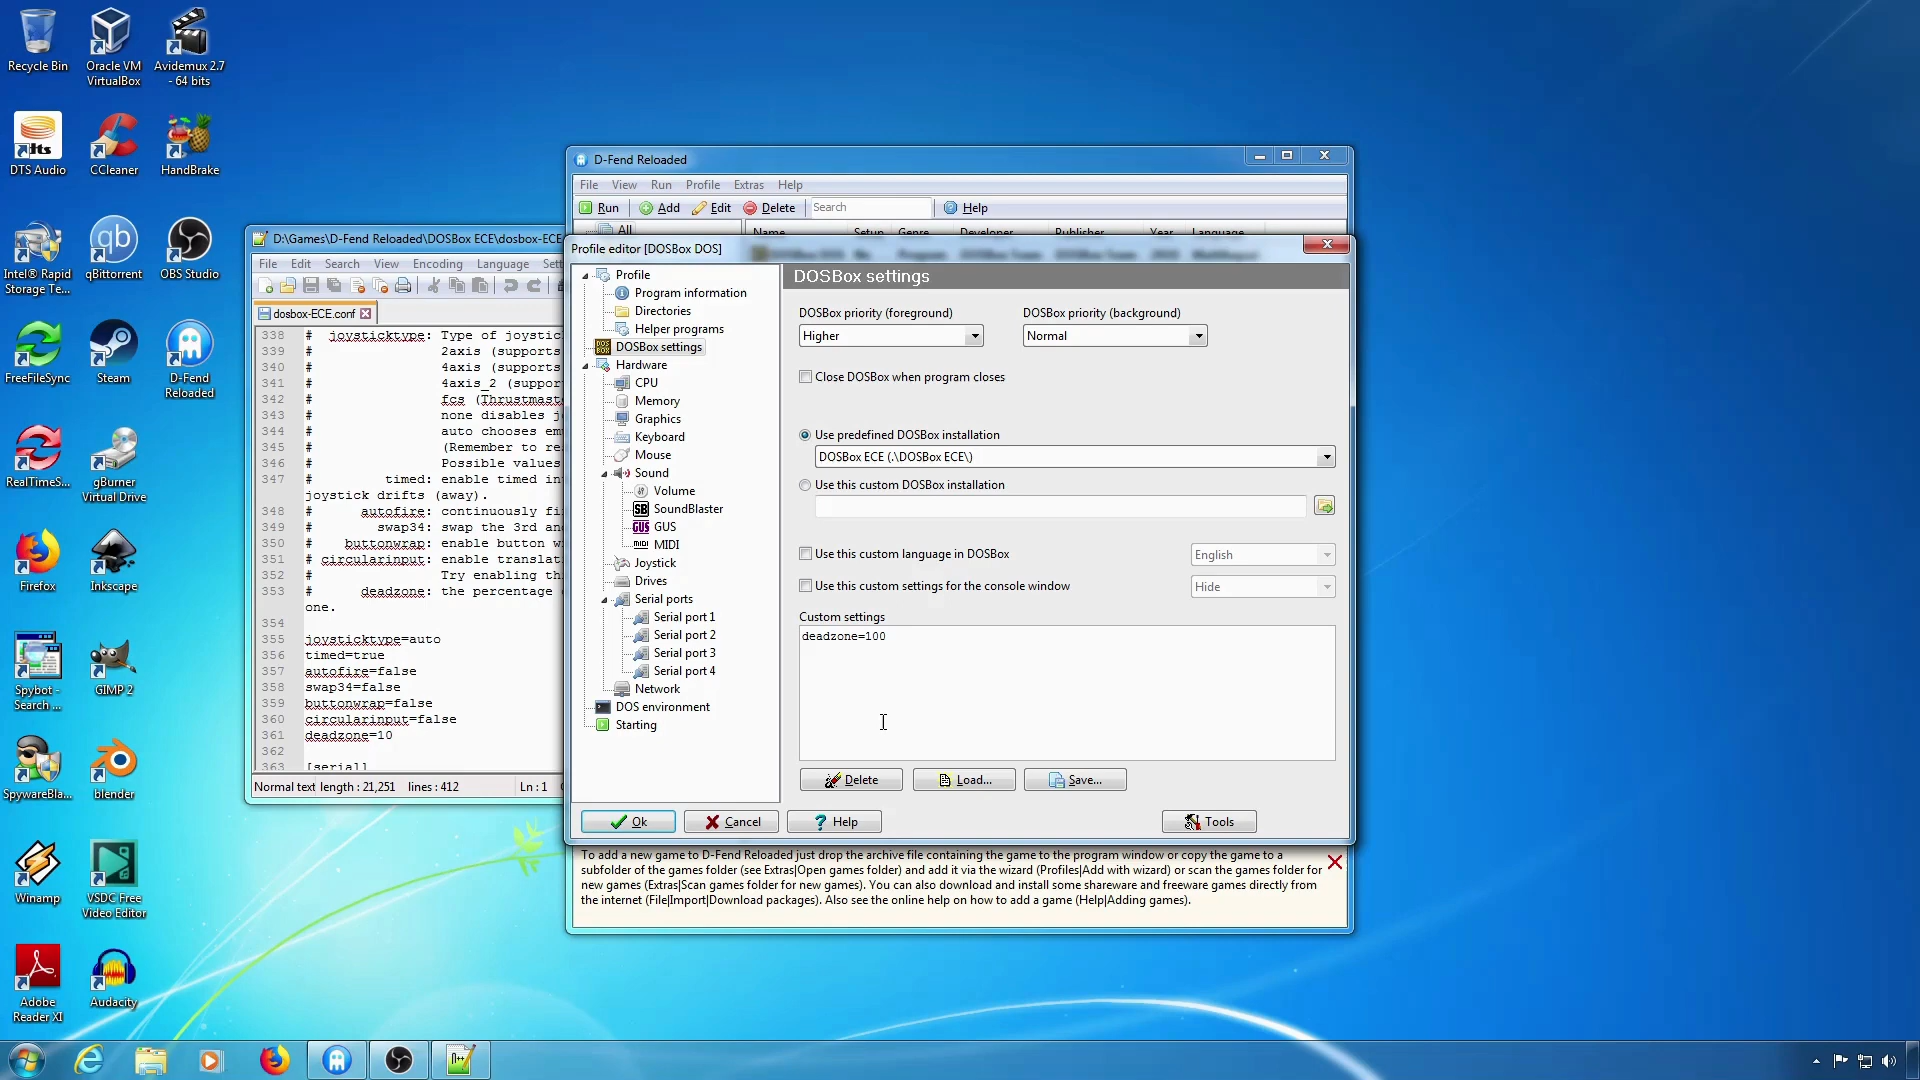 Recycle Bin
Oracle VM
VirtualBox
Avidemux 2.7
- 64 bits
dts
DTS Audio
CCleaner
HandBrake
Intel® Rapid
Storage Te...
qb
qBittorrent
OBS Studio
FreeFileSync
Steam
D-Fend
Reloaded
RealTimeS...
gBurner
Virtual Drive
Firefox
Inkscape
Spybot -
Search ...
GIMP 2
SpywareBla...
blender
Winamp
VSDC Free
Video Editor
Adobe
Reader XI
Audacity
D:\Games\D-Fend Reloaded\DOSBox ECE\dosbox-ECE
File Edit Search View Encoding Language Sett
dosbox-ECE.conf
338 # joysticktype: Type of joystic
339 # 2axis (supports
340 # 4axis (supports
341 # 4axis_2 (suppor
342 # fcs (Thrustmast
343 # none disables j
344 # auto chooses em
345 # (Remember to re
346 # Possible values
347 # timed: enable timed in
joystick drifts (away).
348 # autofire: continuously fi
349 # swap34: swap the 3rd an
350 # buttonwrap: enable button w
351 # circularinput: enable translat
352 # Try enabling th
353 # deadzone: the percentage
one.
354
355 joysticktype=auto
356 timed=true
357 autofire=false
358 swap34=false
359 buttonwrap=false
360 circularinput=false
361 deadzone=10
362
363 [serial]
Normal text length : 21,251 lines : 412 Ln : 1
D-Fend Reloaded
File View Run Profile Extras Help
Run Add Edit Delete Search Help
All
Name Setup Genre Developer Publisher Year Language
Profile editor [DOSBox DOS]
Profile
Program information
Directories
Helper programs
DOSBox settings
Hardware
CPU
Memory
Graphics
Keyboard
Mouse
Sound
Volume
SB SoundBlaster
GUS GUS
MIDI MIDI
Joystick
Drives
Serial ports
Serial port 1
Serial port 2
Serial port 3
Serial port 4
Network
DOS environment
Starting
DOSBox settings
DOSBox priority (foreground) DOSBox priority (background)
Higher Normal
Close DOSBox when program closes
Use predefined DOSBox installation
DOSBox ECE (.\DOSBox ECE\)
Use this custom DOSBox installation
Use this custom language in DOSBox English
Use this custom settings for the console window Hide
Custom settings
deadzone=100
Delete Load... Save...
Ok Cancel Help Tools
To add a new game to D-Fend Reloaded just drop the archive file containing the game to the program window or copy the game to a
subfolder of the games folder (see Extras|Open games folder) and add it via the wizard (Profiles|Add with wizard) or scan the games folder for
new games (Extras|Scan games folder for new games). You can also download and install some shareware and freeware games directly from
the internet (File|Import|Download packages). Also see the online help on how to add a game (Help|Adding games).